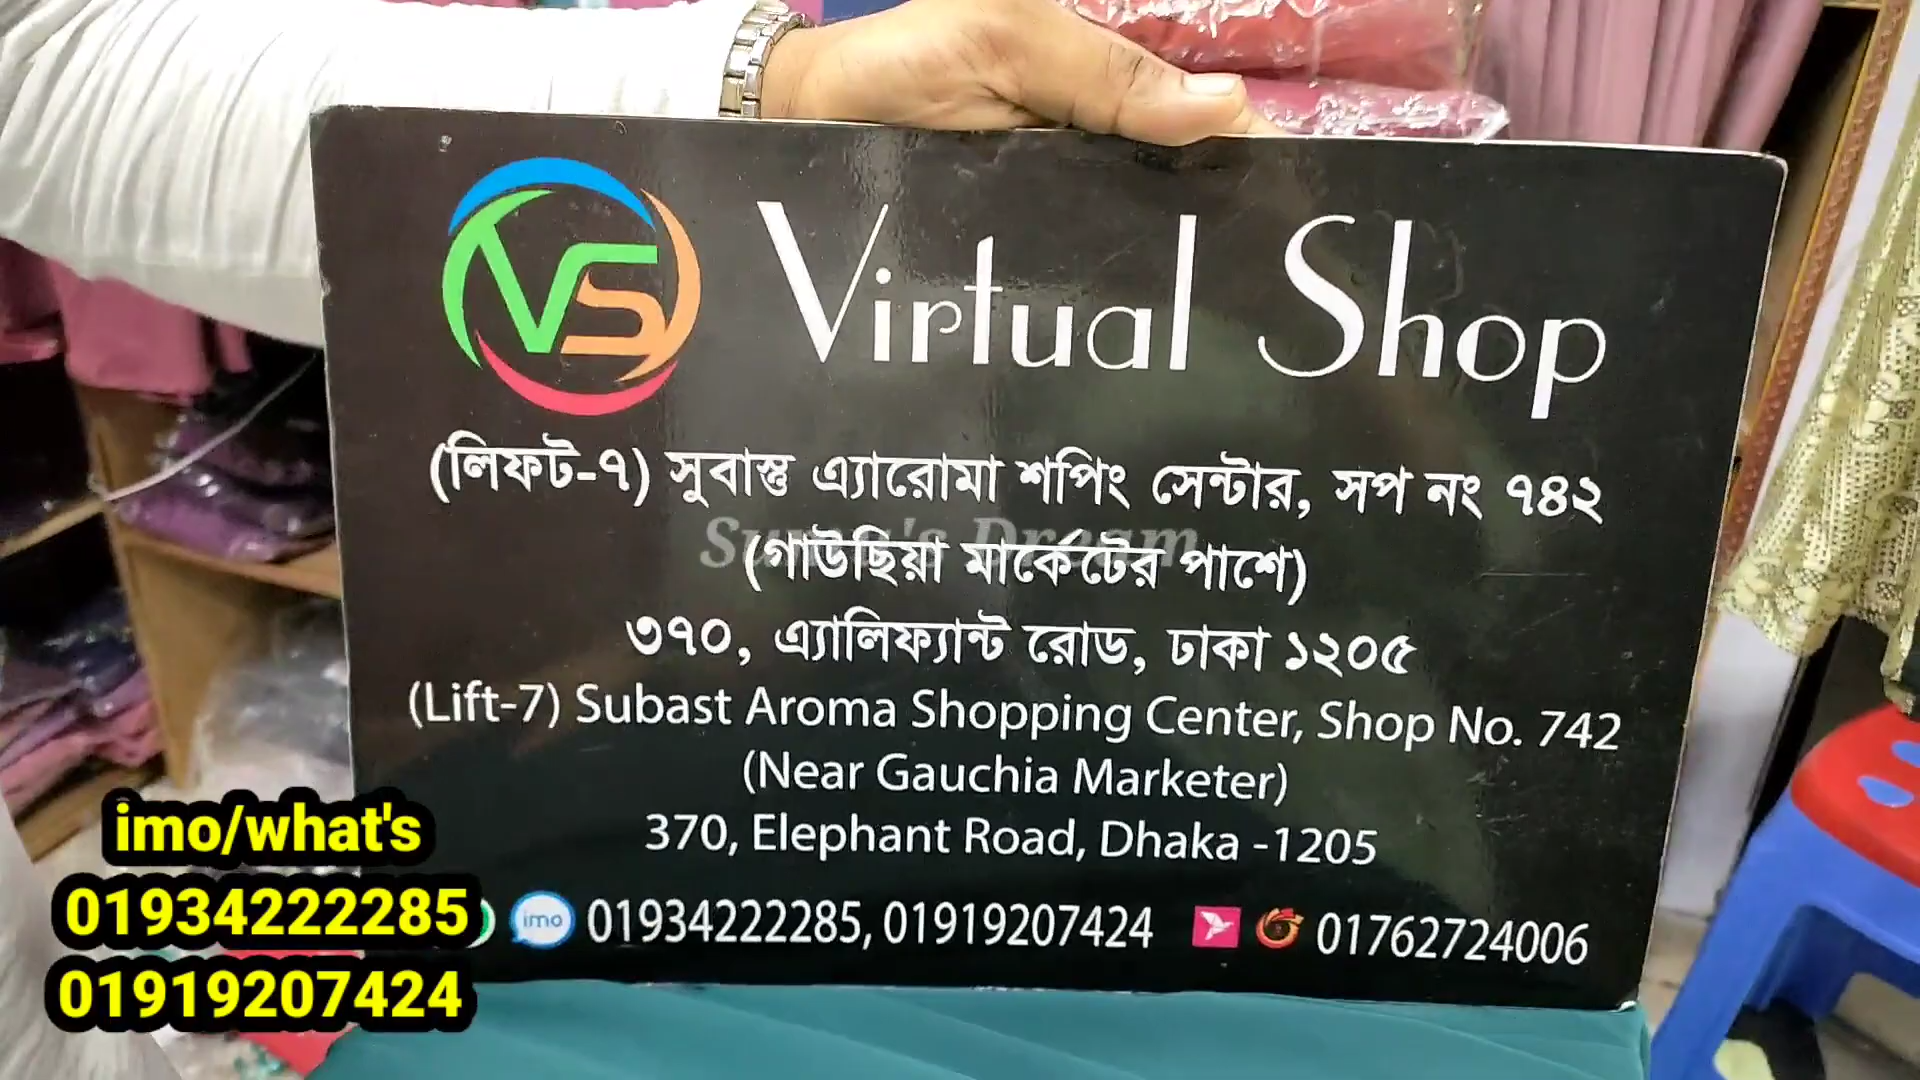 VS Virtual Shop
(লিফট-৭) সুবাস্তু এ্যারোমা শপিং সেন্টার, সপ নং ৭৪২
(গাউছিয়া মার্কেটের পাশে)
৩৭০, এ্যালিফ্যান্ট রোড, ঢাকা ১২০৫
(Lift-7) Subast Aroma Shopping Center, Shop No. 742
(Near Gauchia Marketer)
370, Elephant Road, Dhaka -1205
imo 01934222285, 01919207424 01762724006
imo/what's
01934222285
01919207424